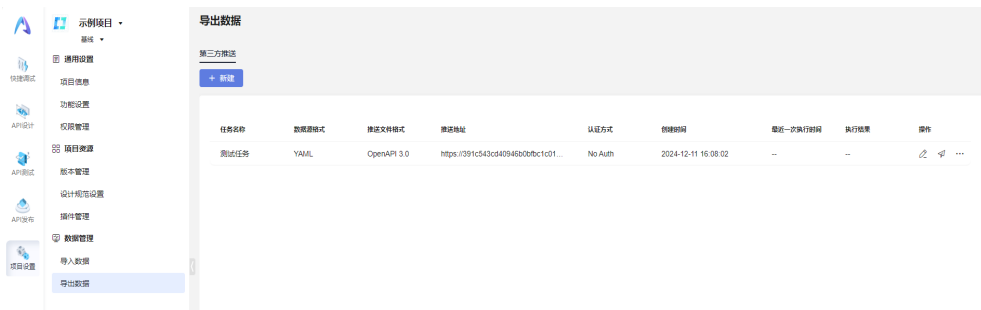 示例项目
基线
快捷调试
API设计
API测试
API发布
项目设置
通用设置
项目信息
功能设置
权限管理
项目资源
版本管理
设计规范设置
插件管理
数据管理
导入数据
导出数据
导出数据
第三方推送
+ 新建
任务名称 数据源格式 推送文件格式 推送地址 认证方式 创建时间 最近一次执行时间 执行结果 操作
测试任务 YAML OpenAPI 3.0 https://391c543cd40946b0bfbc1c01... No Auth 2024-12-11 16:08:02 -- -- ...